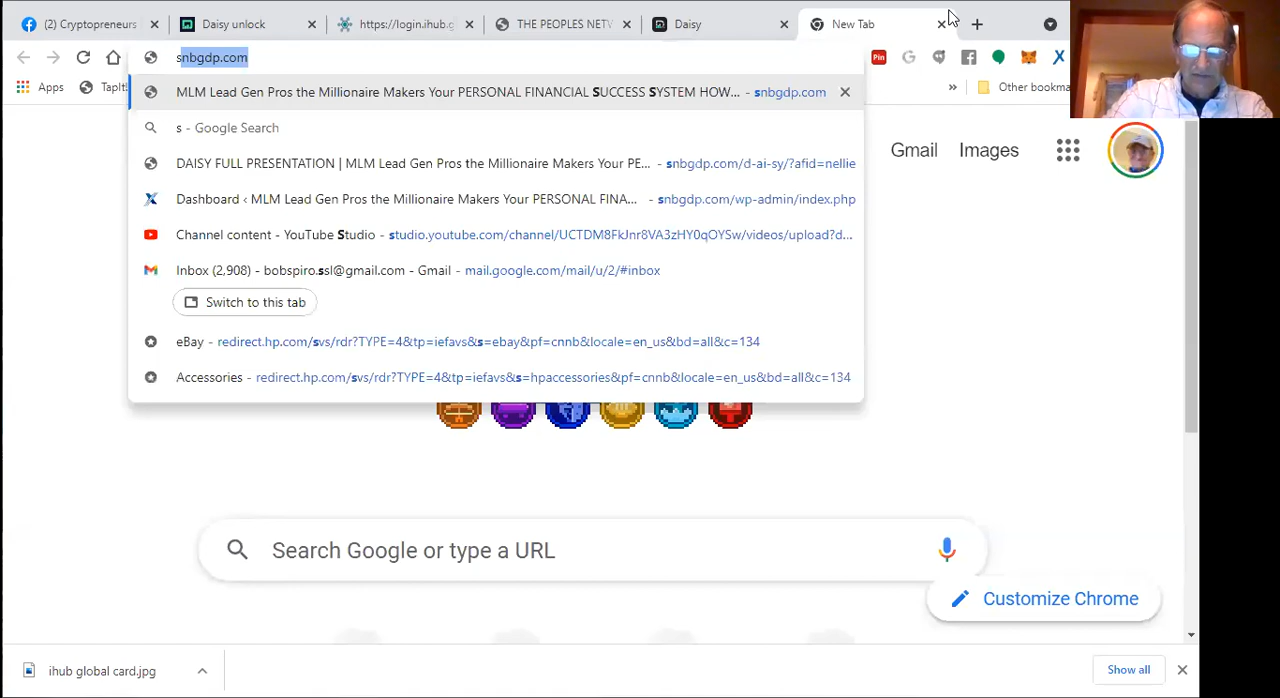 (2) Cryptopreneurs
Daisy unlock
https://login.ihub.g
THE PEOPLES NETV
Daisy
New Tab
snbgdp.com
Apps
TapIt!
»
Other bookma
MLM Lead Gen Pros the Millionaire Makers Your PERSONAL FINANCIAL SUCCESS SYSTEM HOW... - snbgdp.com
s - Google Search
DAISY FULL PRESENTATION | MLM Lead Gen Pros the Millionaire Makers Your PE... - snbgdp.com/d-ai-sy/?afid=nellie
Dashboard ‹ MLM Lead Gen Pros the Millionaire Makers Your PERSONAL FINA... - snbgdp.com/wp-admin/index.php
Channel content - YouTube Studio - studio.youtube.com/channel/UCTDM8FkJnr8VA3zHY0qOYSw/videos/upload?d...
Inbox (2,908) - bobspiro.ssl@gmail.com - Gmail - mail.google.com/mail/u/2/#inbox
Switch to this tab
eBay - redirect.hp.com/svs/rdr?TYPE=4&tp=iefavs&s=ebay&pf=cnnb&locale=en_us&bd=all&c=134
Accessories - redirect.hp.com/svs/rdr?TYPE=4&tp=iefavs&s=hpaccessories&pf=cnnb&locale=en_us&bd=all&c=134
Pin
Gmail
Images
Search Google or type a URL
Customize Chrome
ihub global card.jpg
Show all